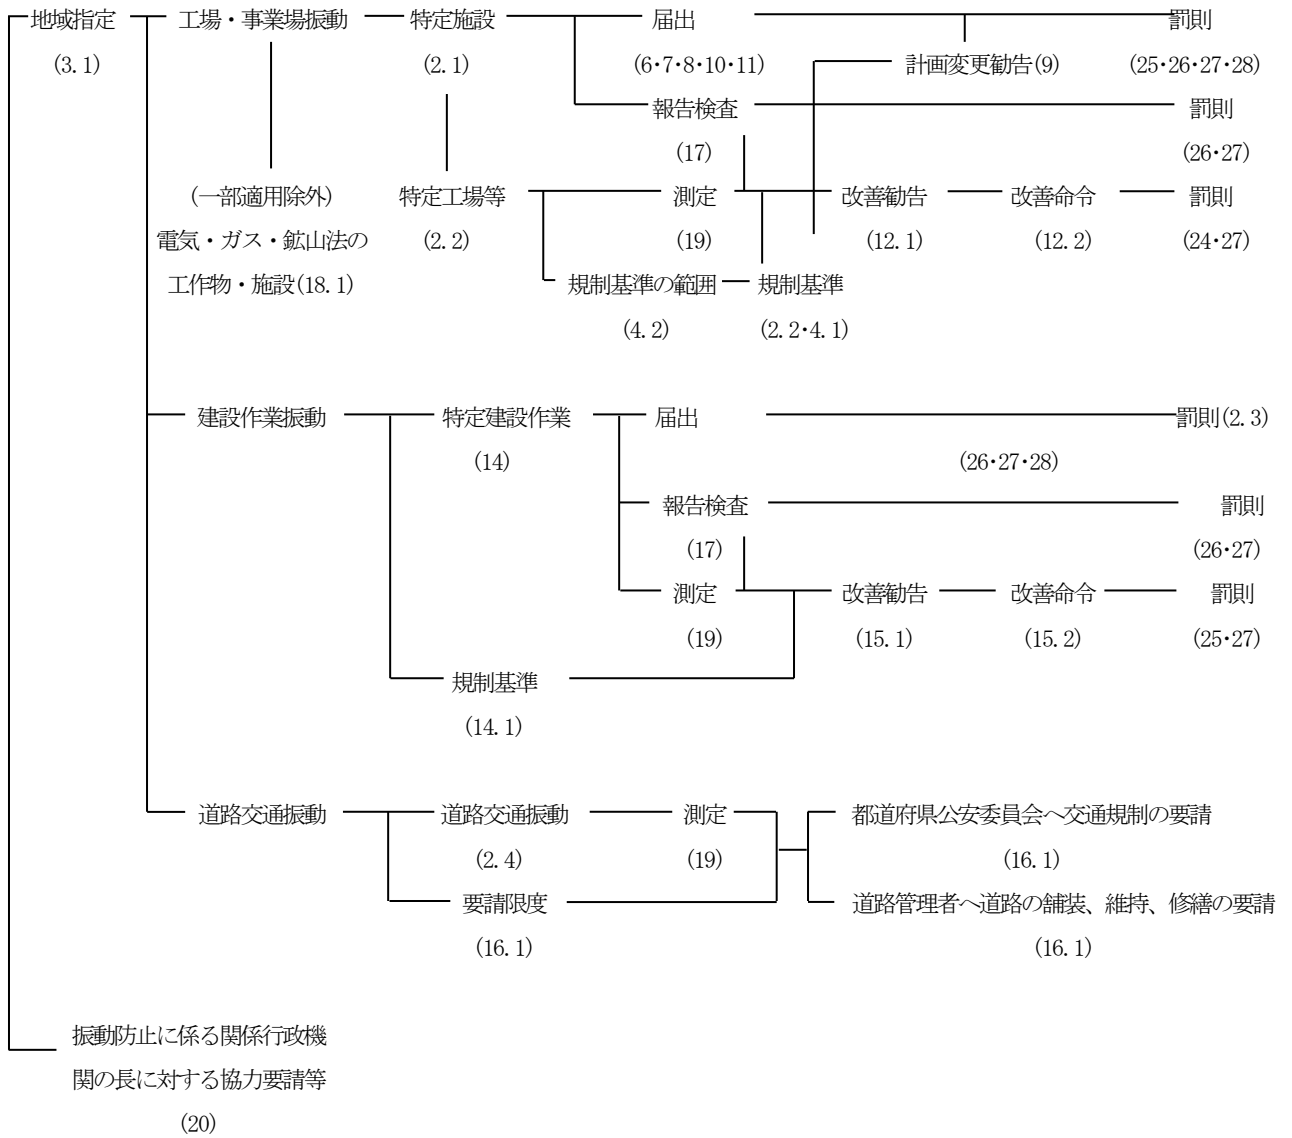 地域指定 工場・事業場振動 特定施設 届出 罰則
(3.1) (2.1) (6・7・8・10・11) 計画変更勧告(9) (25・26・27・28)
報告検査 罰則
(17) (26・27)
(一部適用除外) 特定工場等 測定 改善勧告 改善命令 罰則
電気・ガス・鉱山法の (2.2) (19) (12.1) (12.2) (24・27)
工作物・施設(18.1) 規制基準の範囲 規制基準
(4.2) (2.2・4.1)
建設作業振動 特定建設作業 届出 罰則(2.3)
(14) (26・27・28)
報告検査 罰則
(17) (26・27)
測定 改善勧告 改善命令 罰則
(19) (15.1) (15.2) (25・27)
規制基準
(14.1)
道路交通振動 道路交通振動 測定 都道府県公安委員会へ交通規制の要請
(2.4) (19) (16.1)
要請限度 道路管理者へ道路の舗装、維持、修繕の要請
(16.1) (16.1)
振動防止に係る関係行政機
関の長に対する協力要請等
(20)